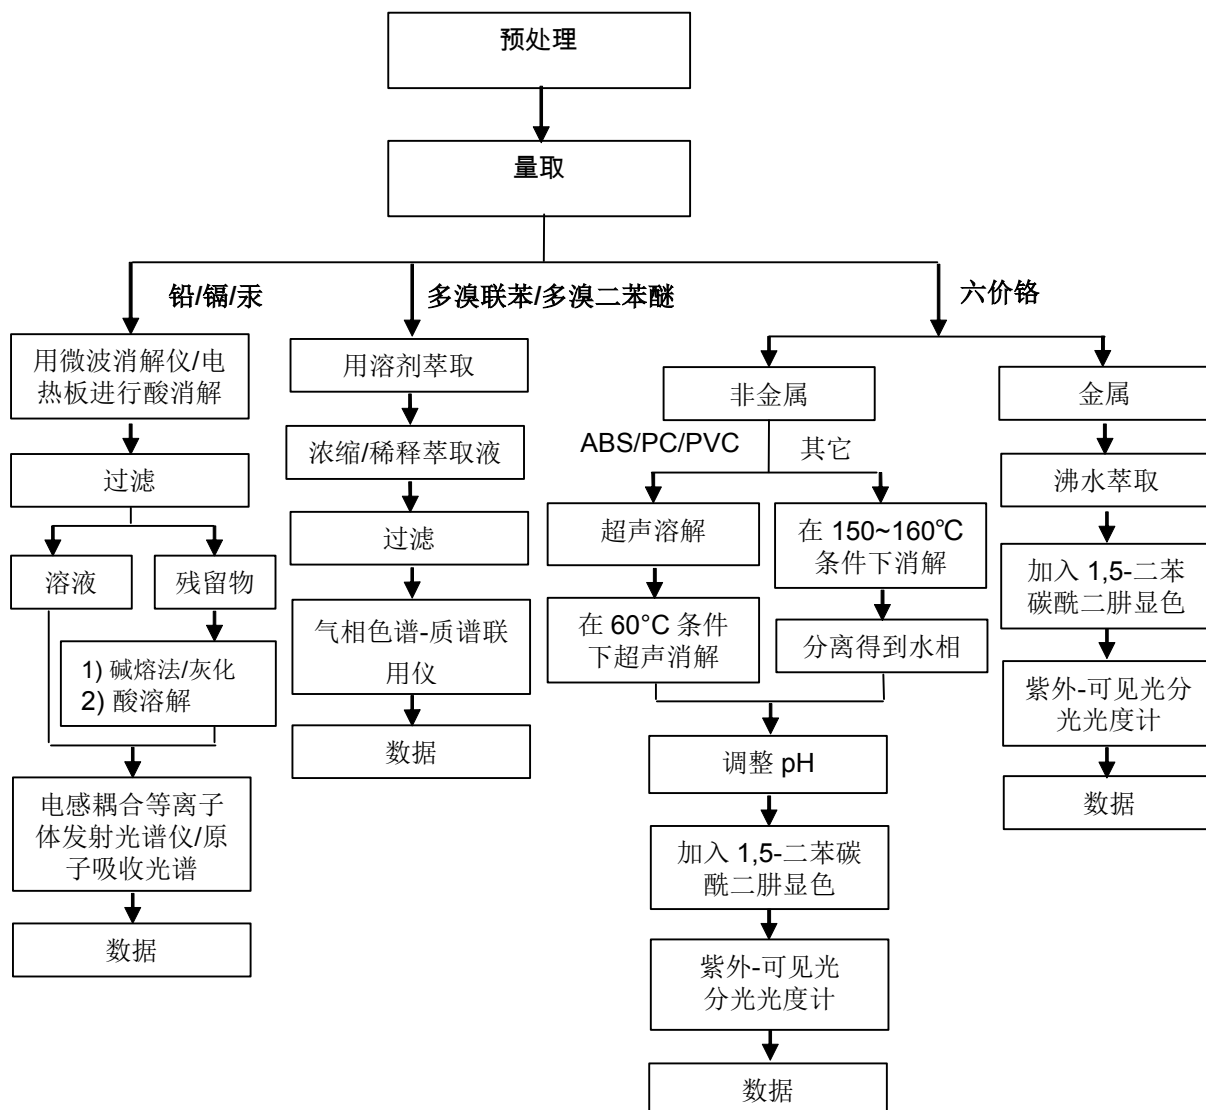 预处理
量取
铅/镉/汞
用微波消解仪/电
热板进行酸消解
过滤
溶液
残留物
1) 碱熔法/灰化
2) 酸溶解
电感耦合等离子
体发射光谱仪/原
子吸收光谱
数据
多溴联苯/多溴二苯醚
用溶剂萃取
浓缩/稀释萃取液
过滤
气相色谱-质谱联
用仪
数据
六价铬
非金属
ABS/PC/PVC
其它
超声溶解
在 60°C 条件
下超声消解
在 150~160℃
条件下消解
分离得到水相
调整 pH
加入 1,5-二苯碳
酰二肼显色
紫外-可见光
分光光度计
数据
金属
沸水萃取
加入 1,5-二苯
碳酰二肼显色
紫外-可见光分
光光度计
数据